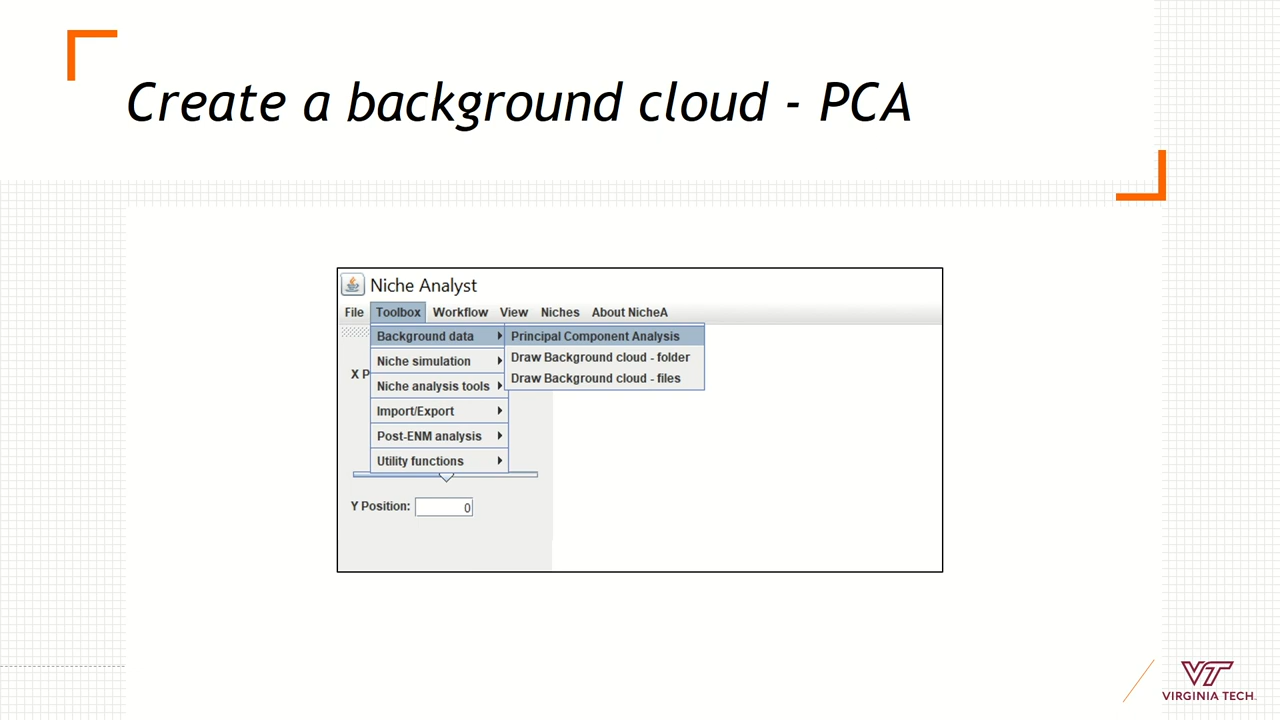 Create a background cloud - PCA
Niche Analyst
File Toolbox Workflow View Niches About NicheA
Background data Principal Component Analysis
Draw Background cloud - folder
Niche simulation
X P
Draw Background cloud - files
Niche analysis tools
Import/Export
Post-ENM analysis
Utility functions
Y Position: 0
VT
VIRGINIA TECH